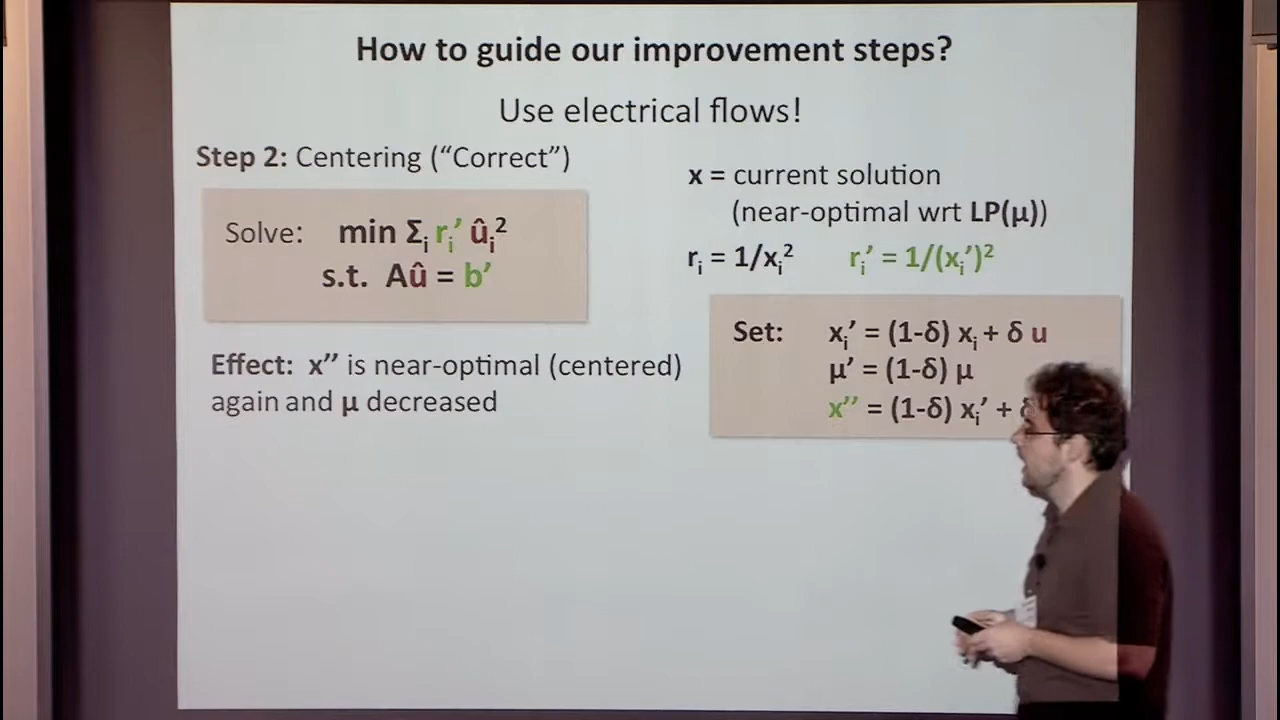 How to guide our improvement steps?
Use electrical flows!
Step 2: Centering (“Correct”)
Solve: min Σᵢ rᵢ’ ûᵢ²
s.t. Aû = b’
Effect: x’’ is near-optimal (centered)
again and μ decreased
x = current solution
(near-optimal wrt LP(μ))
rᵢ = 1/xᵢ² rᵢ’ = 1/(xᵢ’)²
Set: xᵢ’ = (1-δ) xᵢ + δ u
μ’ = (1-δ) μ
x’’ = (1-δ) xᵢ’ +